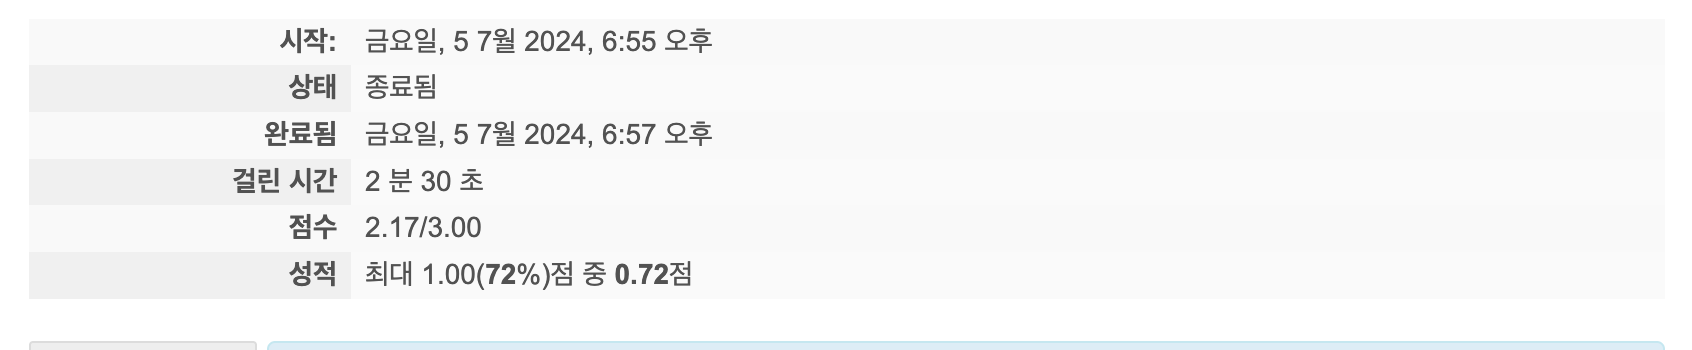 시작: 금요일, 5 7월 2024, 6:55 오후
상태 종료됨
완료됨 금요일, 5 7월 2024, 6:57 오후
걸린 시간 2 분 30 초
점수 2.17/3.00
성적 최대 1.00(72%)점 중 0.72점